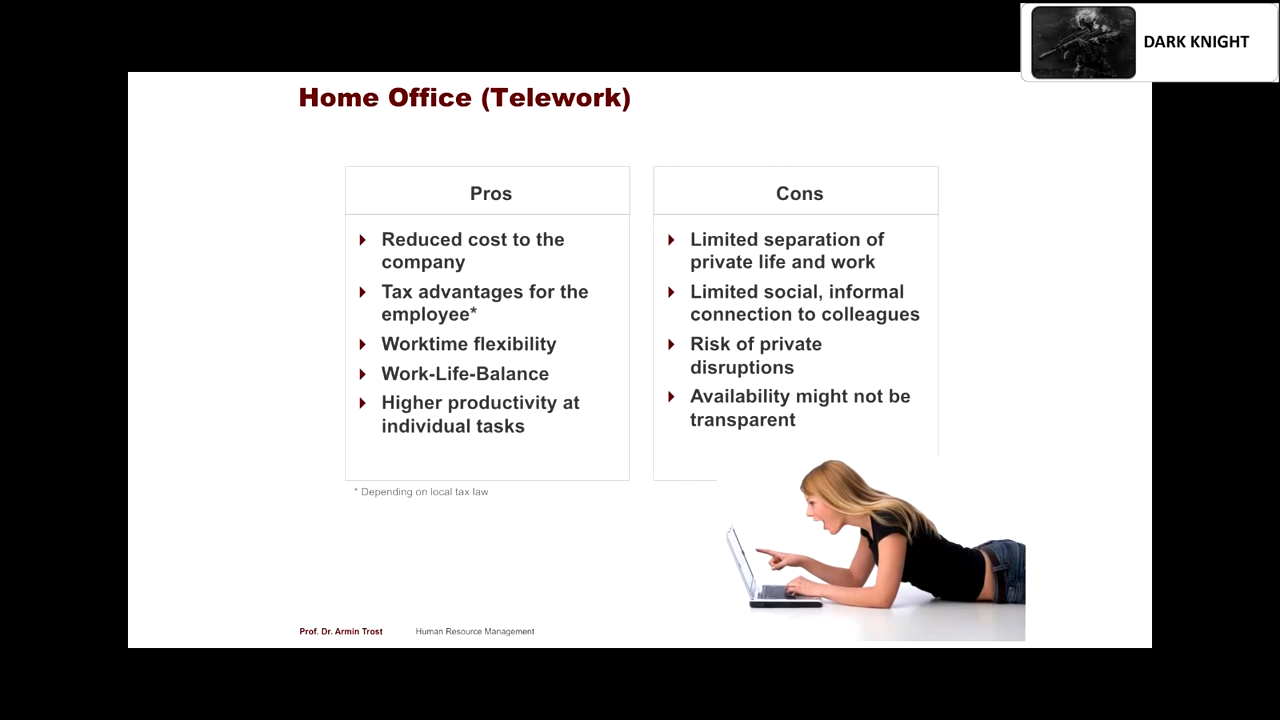 DARK KNIGHT
Home Office (Telework)
Pros
Reduced cost to the
company
Tax advantages for the
employee*
Worktime flexibility
Work-Life-Balance
Higher productivity at
individual tasks
* Depending on local tax law
Cons
Limited separation of
private life and work
Limited social, informal
connection to colleagues
Risk of private
disruptions
Availability might not be
transparent
Prof. Dr. Armin Trost Human Resource Management